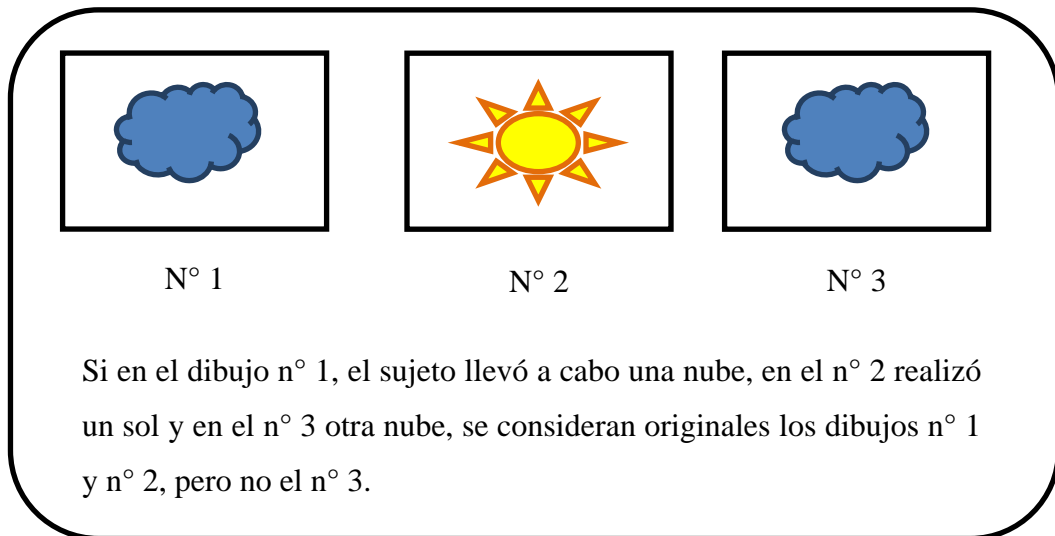 N° 1
N° 2
N° 3
Si en el dibujo n° 1, el sujeto llevó a cabo una nube, en el n° 2 realizó
un sol y en el n° 3 otra nube, se consideran originales los dibujos n° 1
y n° 2, pero no el n° 3.